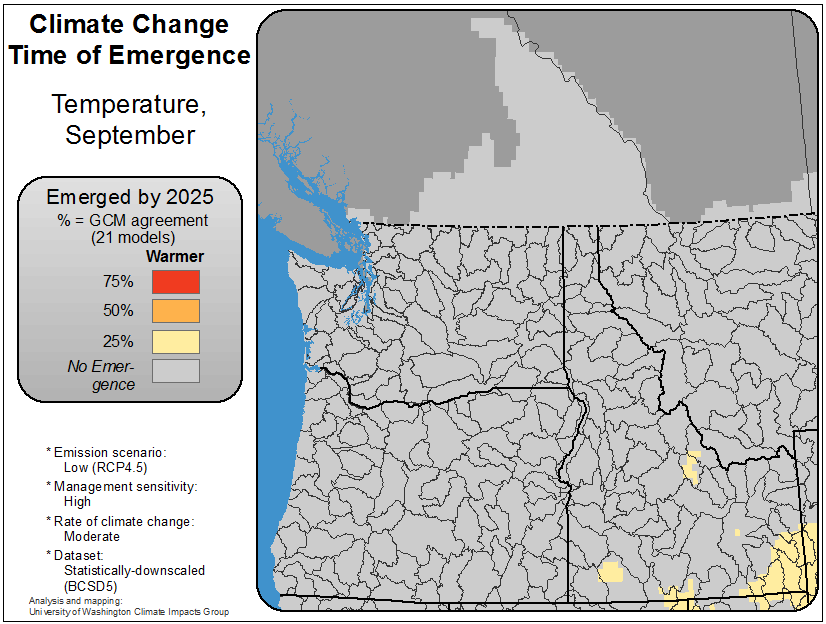 Climate Change
Time of Emergence
Temperature,
September
Emerged by 2025
% = GCM agreement
(21 models)
Warmer
75%
50%
25%
No Emer-
gence
* Emission scenario:
Low (RCP4.5)
* Management sensitivity:
High
* Rate of climate change:
Moderate
* Dataset:
Statistically-downscaled
(BCSD5)
Analysis and mapping:
University of Washington Climate Impacts Group